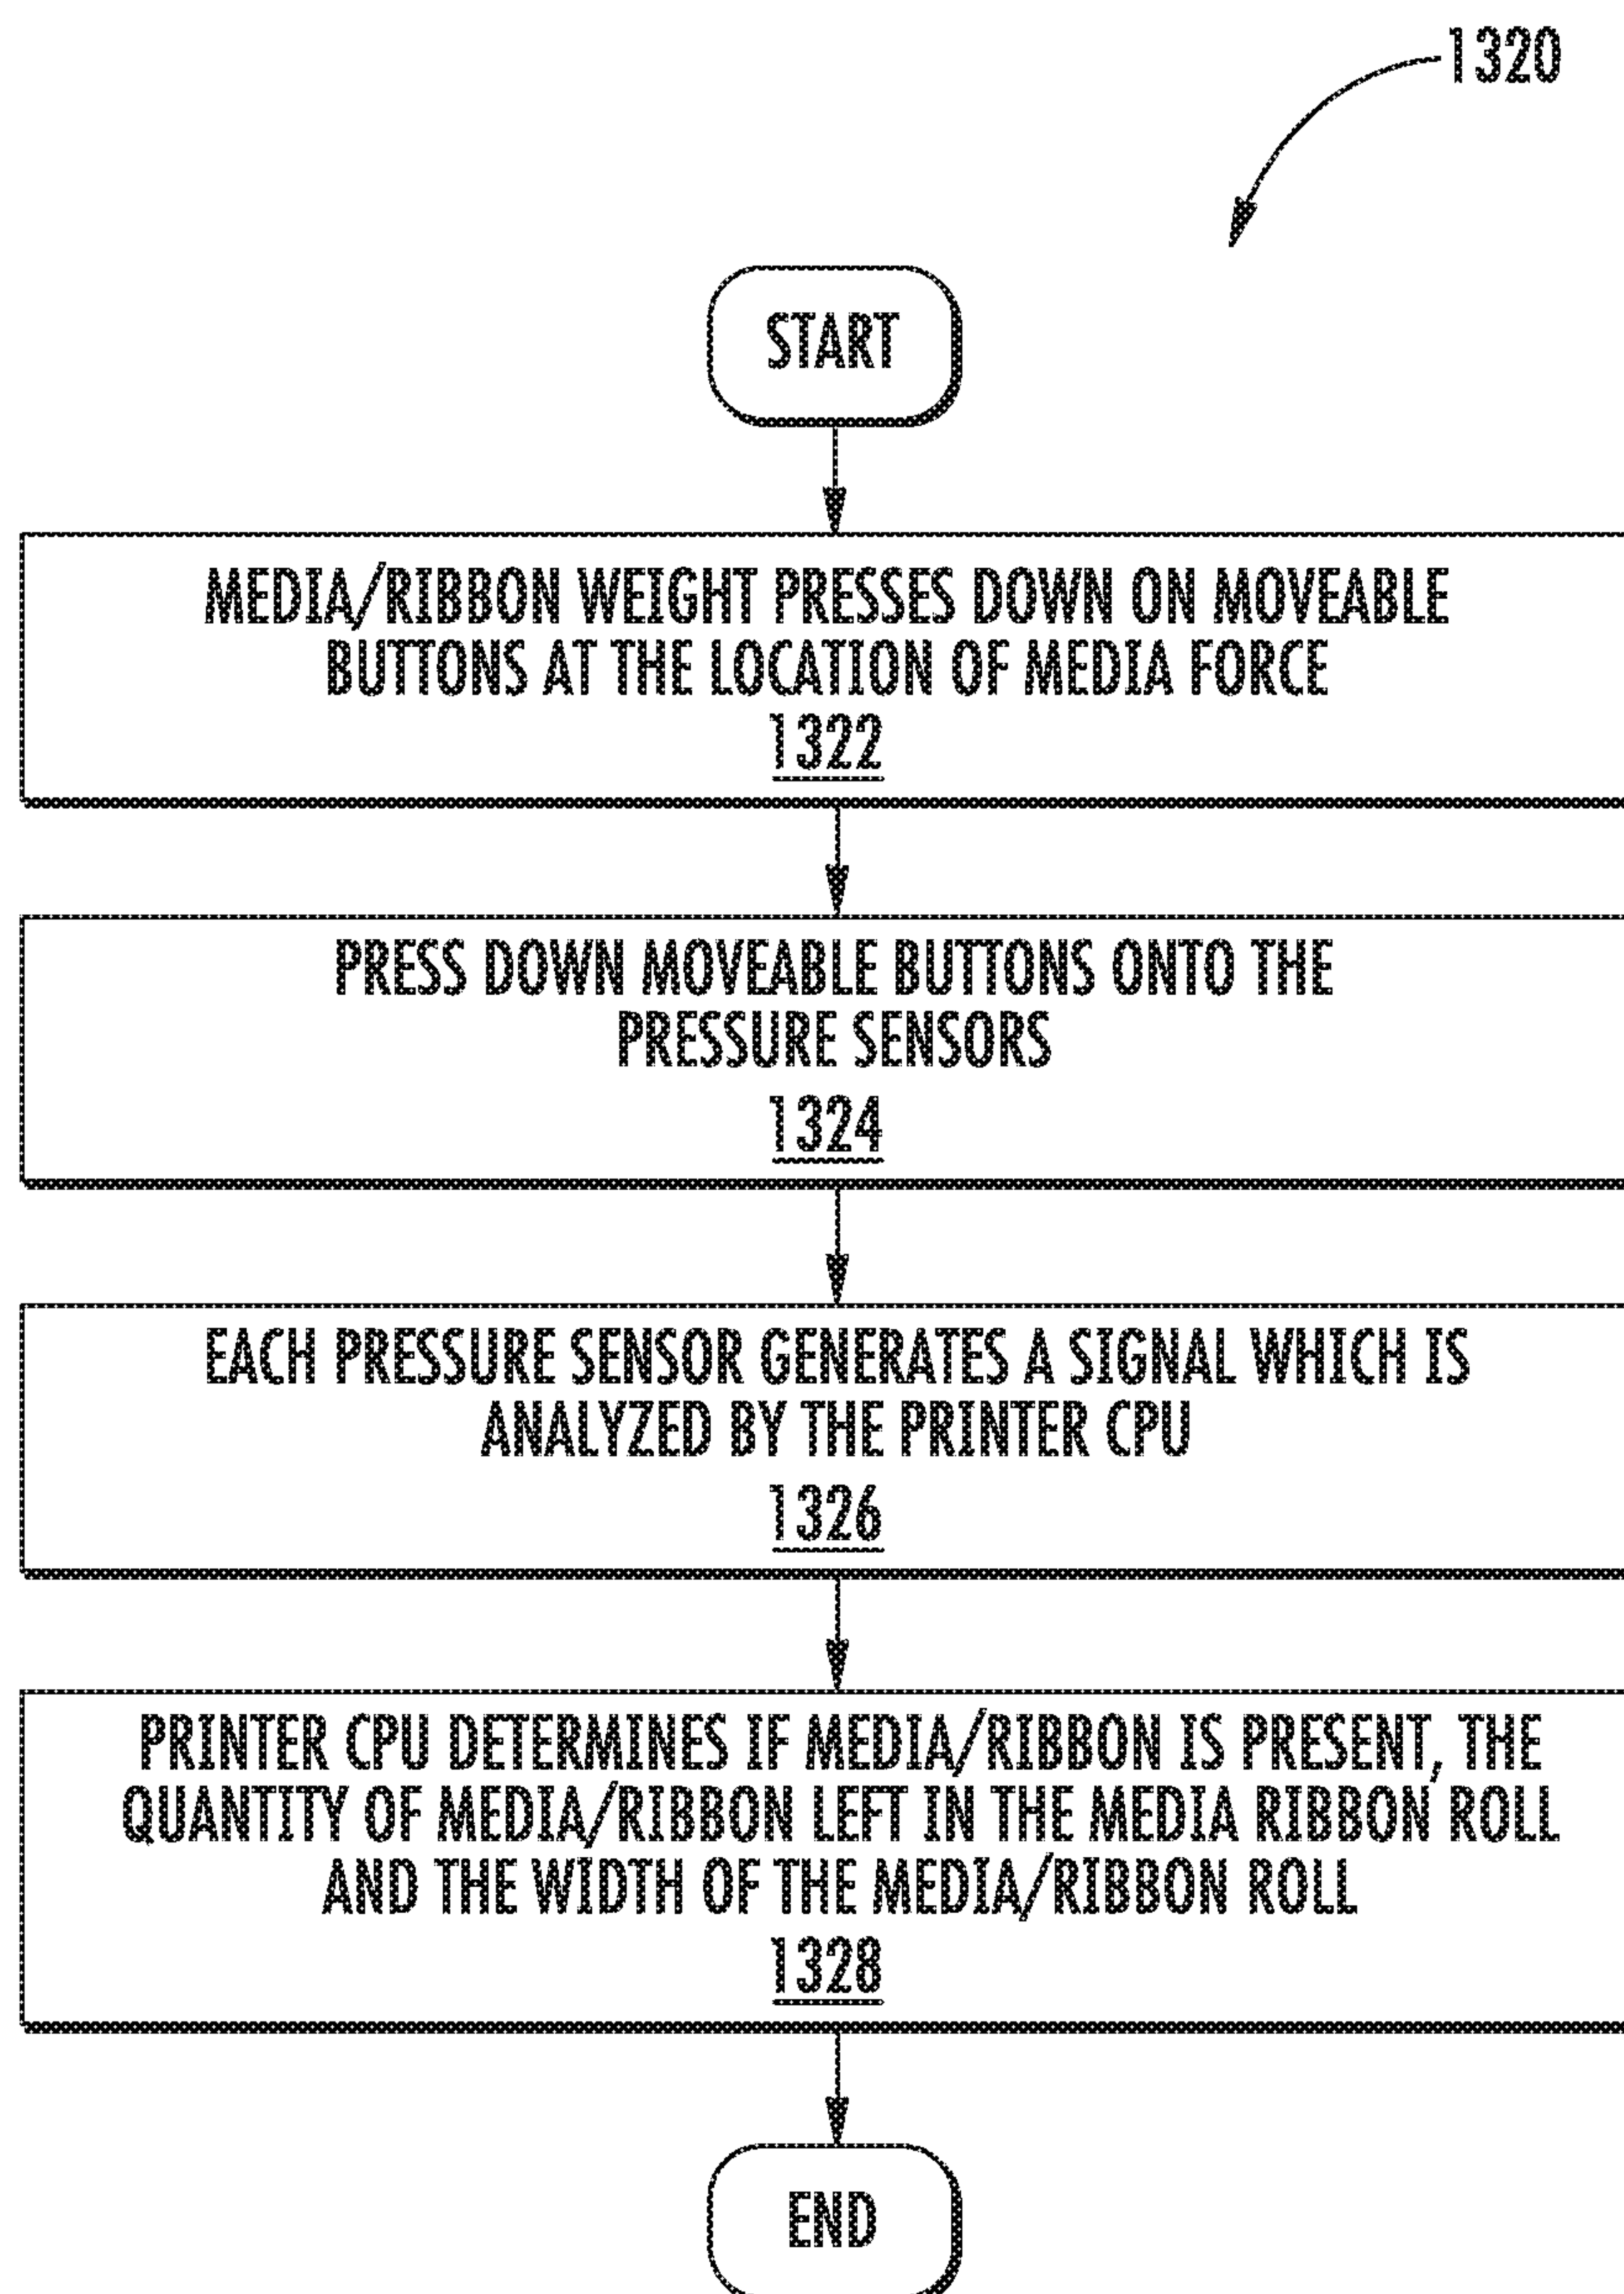 1320
START
MEDIA/RIBBON WEIGHT PRESSES DOWN ON MOVEABLE
BUTTONS AT THE LOCATION OF MEDIA FORCE
1322
PRESS DOWN MOVEABLE BUTTONS ONTO THE
PRESSURE SENSORS
1324
EACH PRESSURE SENSOR GENERATES A SIGNAL WHICH IS
ANALYZED BY THE PRINTER CPU
1326
PRINTER CPU DETERMINES IF MEDIA/RIBBON IS PRESENT, THE
QUANTITY OF MEDIA/RIBBON LEFT IN THE MEDIA RIBBON ROLL
AND THE WIDTH OF THE MEDIA/RIBBON ROLL
1328
END